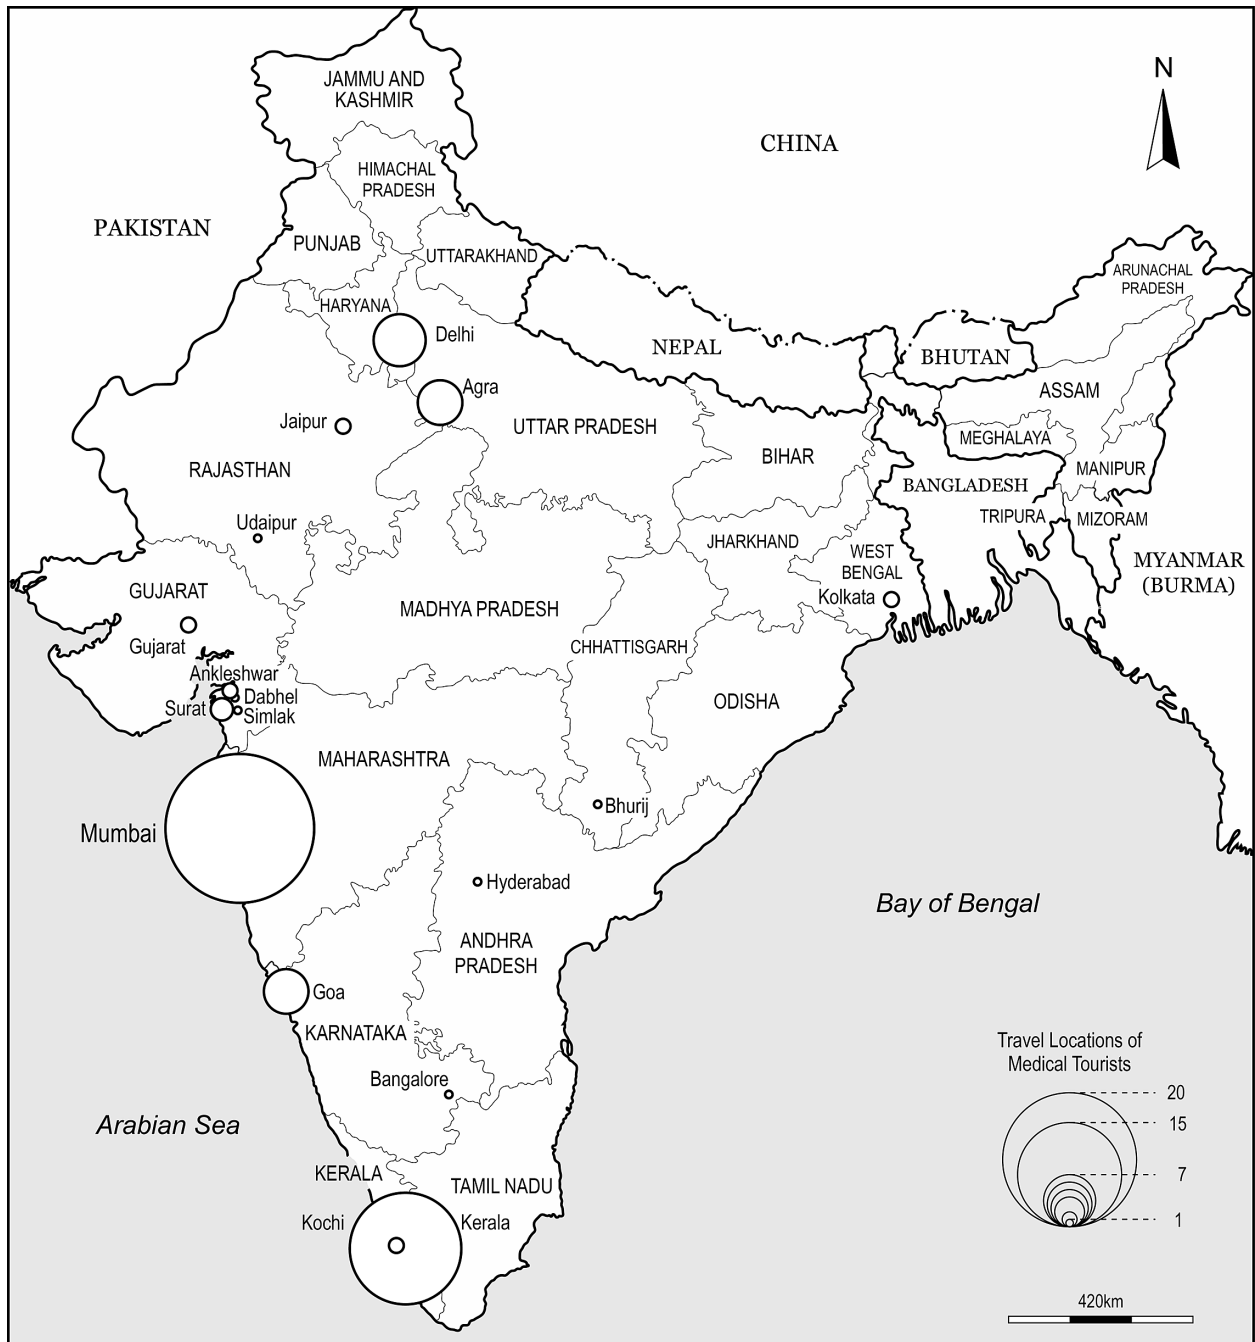 JAMMU AND
KASHMIR
N
CHINA
HIMACHAL
PRADESH
PAKISTAN
PUNJAB
UTTARAKHAND
ARUNACHAL
PRADESH
HARYANA
Delhi
NEPAL
BHUTAN
Agra
ASSAM
Jaipur
UTTAR PRADESH
MEGHALAYA
BIHAR
RAJASTHAN
MANIPUR
BANGLADESH
Udaipur
TRIPURA
MIZORAM
JHARKHAND
WEST
BENGAL
MYANMAR
(BURMA)
GUJARAT
Kolkata
MADHYA PRADESH
Gujarat
CHHATTISGARH
Ankleshwar
Dabhel
ODISHA
Surat
Simlak
MAHARASHTRA
Bhurij
Mumbai
Hyderabad
Bay of Bengal
ANDHRA
PRADESH
Goa
KARNATAKA
Travel Locations of
Medical Tourists
Bangalore
20
15
Arabian Sea
7
KERALA
TAMIL NADU
1
Kochi
Kerala
420km